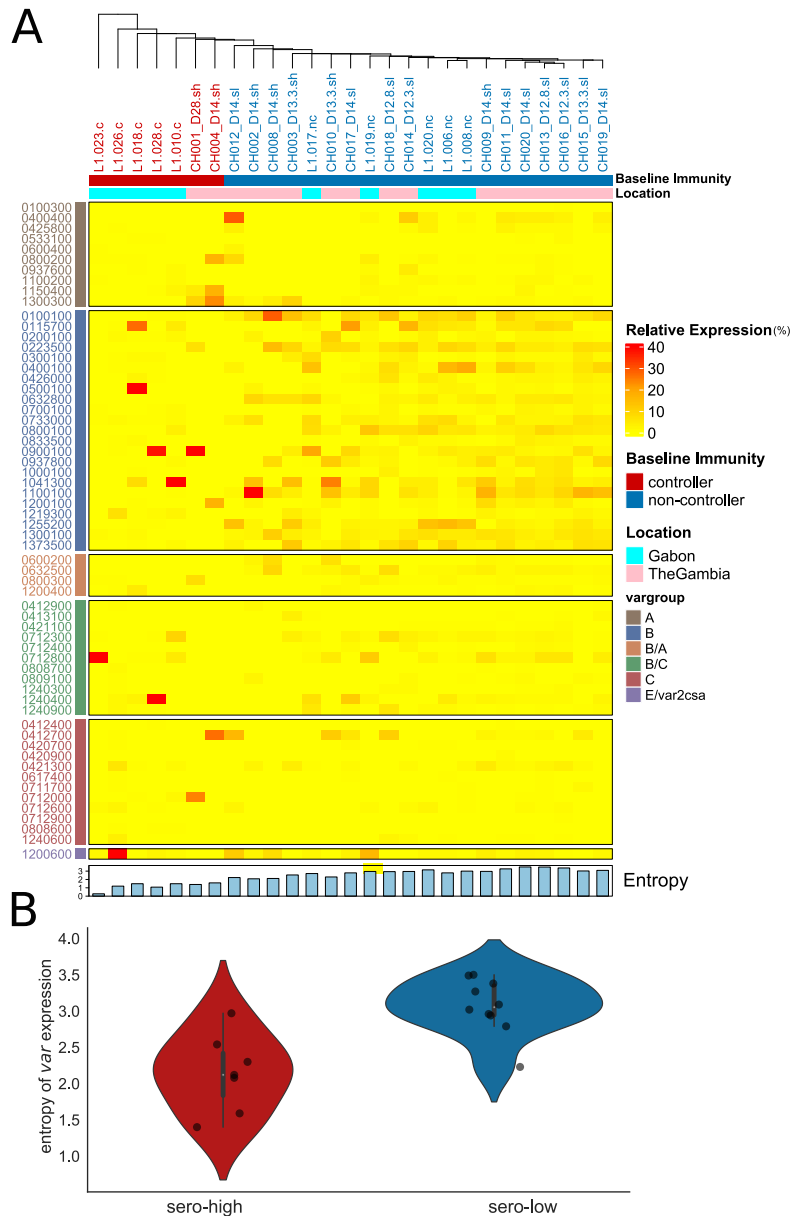 A
L1.023.c
L1.026.c
L1.018.c
L1.028.c
L1.010.c
CH001_D28.sh
CH004_D14.sh
CH012_D14.sl
CH002_D14.sh
CH008_D14.sh
CH003_D13.3.sh
L1.017.nc
CH010_D13.3.sh
CH017_D14.sl
L1.019.nc
CH018_D12.8.sl
CH014_D12.3.sl
L1.020.nc
L1.006.nc
L1.008.nc
CH009_D14.sh
CH011_D14.sl
CH020_D14.sl
CH013_D12.8.sl
CH016_D12.3.sl
CH015_D13.3.sl
CH019_D14.sl
Baseline Immunity
Location
0100300
0400400
0425800
0533100
0600400
0800200
0937600
1100200
1150400
1300300
0100100
0115700
0200100
0223500
0300100
0400100
0426000
0500100
0632800
0700100
0733000
0800100
0833500
0900100
0937800
1000100
1041300
1100100
1200100
1219300
1255200
1300100
1373500
0600200
0632500
0800300
1200400
0412900
0413100
0421100
0712300
0712400
0712800
0808700
0809100
1240300
1240400
1240900
0412400
0412700
0420700
0420900
0421300
0617400
0711700
0712000
0712600
0712900
0808600
1240600
1200600
Relative Expression(%)
40
30
20
10
0
Baseline Immunity
controller
non-controller
Location
Gabon
TheGambia
vargroup
A
B
B/A
B/C
C
E/var2csa
3
2
1
0
Entropy
B
entropy of var expression
4.0
3.5
3.0
2.5
2.0
1.5
1.0
sero-high
sero-low